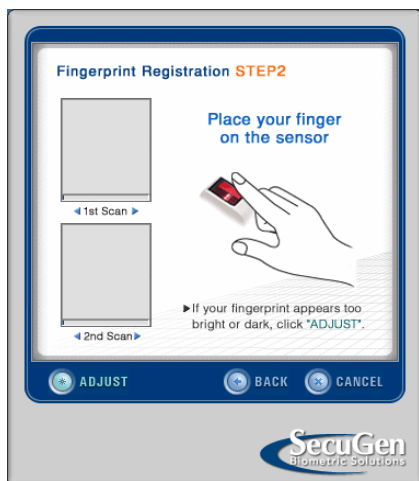 Fingerprint Registration STEP2
Place your finger
on the sensor
1st Scan
2nd Scan
If your fingerprint appears too
bright or dark, click "ADJUST".
ADJUST
BACK
CANCEL
SecuGen
Biometric Solutions